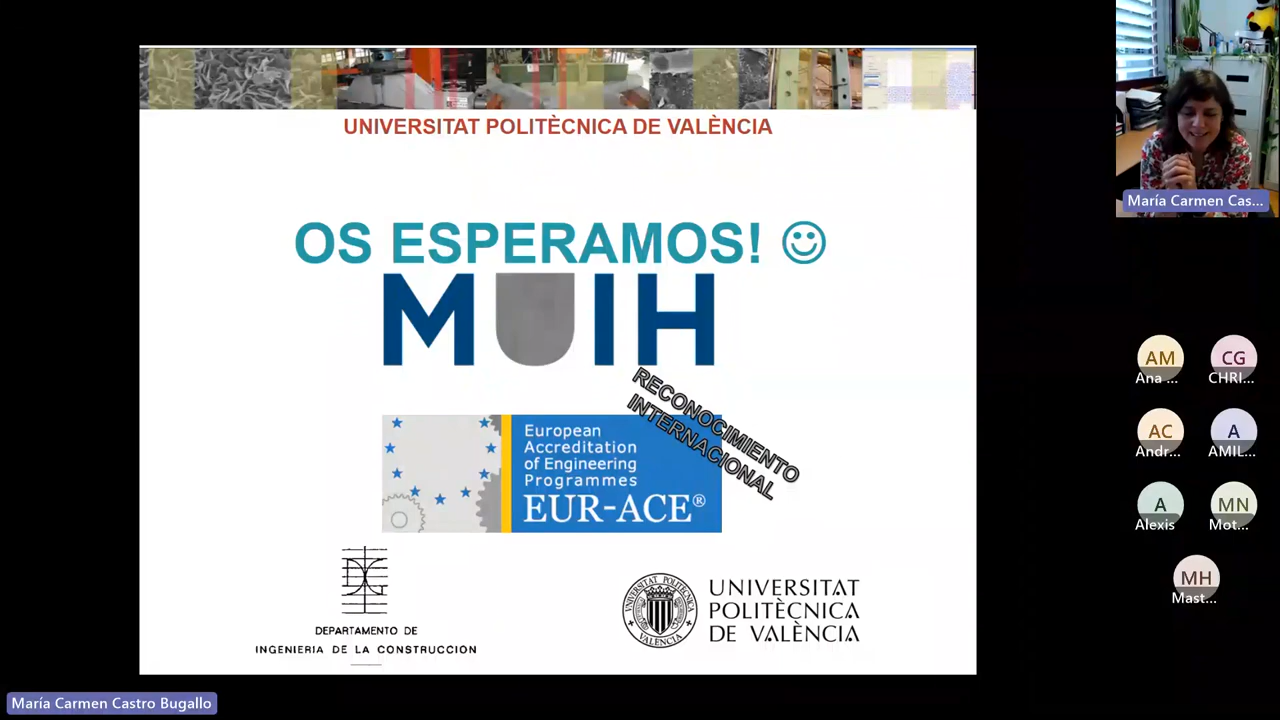 UNIVERSITAT POLITÈCNICA DE VALÈNCIA
OS ESPERAMOS! ☺
MUIH
RECONOCIMIENTO
INTERNACIONAL
European
Accreditation
of Engineering
Programmes
EUR-ACE®
DEPARTAMENTO DE
INGENIERIA DE LA CONSTRUCCION
UNIVERSITAT
POLITÈCNICA
DE VALÈNCIA
María Carmen Cas...
AM
Ana ...
CG
CHRI...
AC
Andr...
A
AMIL...
A
Alexis
MN
Mot...
MH
Mast...
María Carmen Castro Bugallo